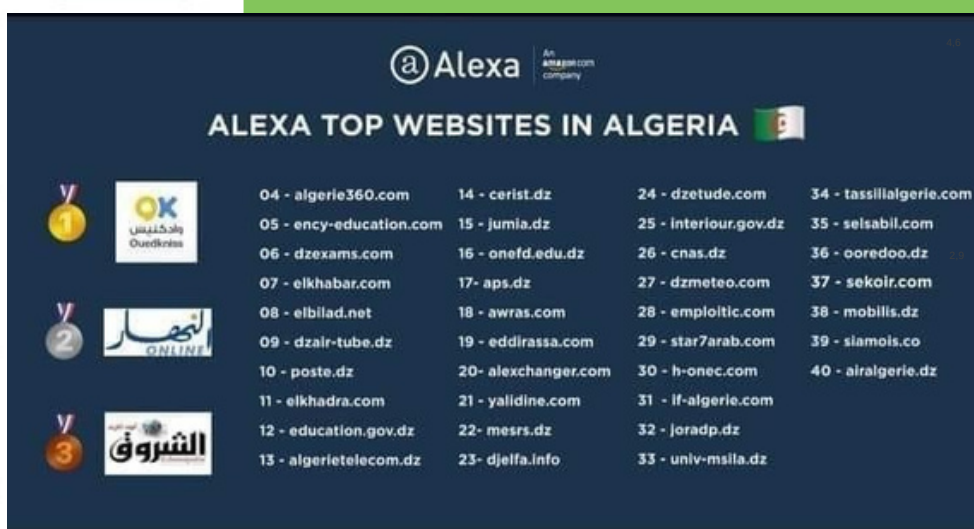 a Alexa
An
amazon.com
company
ALEXA TOP WEBSITES IN ALGERIA
1
OK
وادكنيس
Ouedkniss
2
النهار
ONLINE
3
الشروق
04 - algerie360.com
05 - ency-education.com
06 - dzexams.com
07 - elkhabar.com
08 - elbilad.net
09 - dzair-tube.dz
10 - poste.dz
11 - elkhadra.com
12 - education.gov.dz
13 - algerietelecom.dz
14 - cerist.dz
15 - jumia.dz
16 - onefd.edu.dz
17- aps.dz
18 - awras.com
19 - eddirassa.com
20- alexchanger.com
21 - yalidine.com
22- mesrs.dz
23- djelfa.info
24 - dzetude.com
25 - interiour.gov.dz
26 - cnas.dz
27 - dzmeteo.com
28 - emploitic.com
29 - star7arab.com
30 - h-onec.com
31 - if-algerie.com
32 - joradp.dz
33 - univ-msila.dz
34 - tassilialgerie.com
35 - selsabil.com
36 - ooredoo.dz
37 - sekoir.com
38 - mobilis.dz
39 - siamois.co
40 - airalgerie.dz